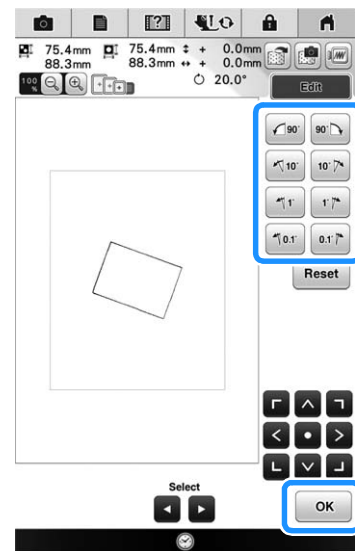 [?]
75.4mm 75.4mm + 0.0mm
88.3mm 88.3mm + 0.0mm
100 % 20.0°
Edit
90° 90°
10° 10°
1° 1°
0.1° 0.1°
Reset
Select
OK